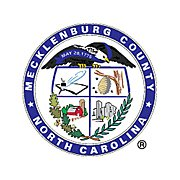 MECKLENBURG COUNTY
MAY 20, 1775
NORTH CAROLINA
®